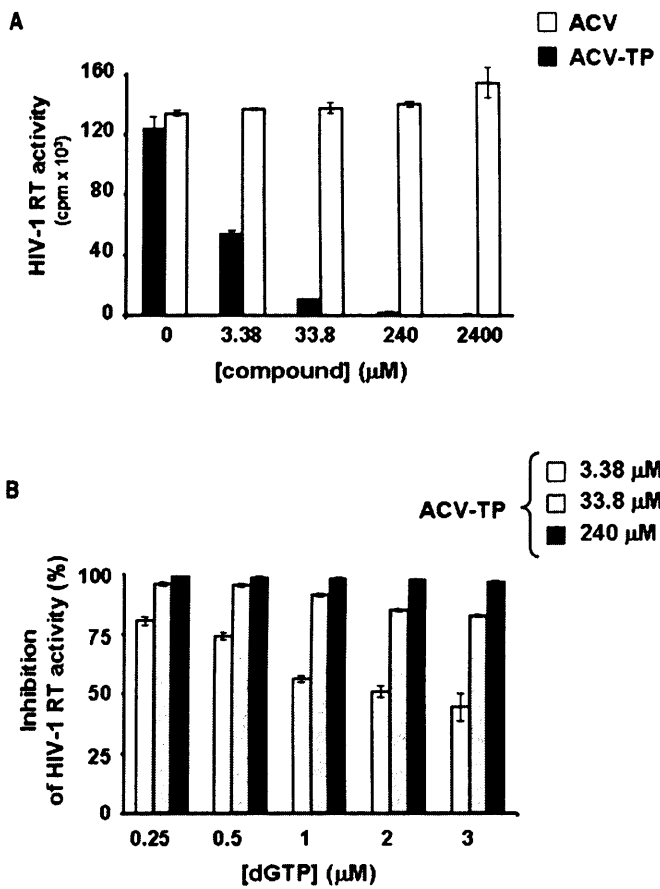 A
ACV
ACV-TP
HIV-1 RT activity
(cpm x 10³)
160
120
80
40
0
0 3.38 33.8 240 2400
[compound] (µM)
B
ACV-TP
3.38 µM
33.8 µM
240 µM
Inhibition
of HIV-1 RT activity (%)
100
75
50
25
0
0.25 0.5 1 2 3
[dGTP] (µM)